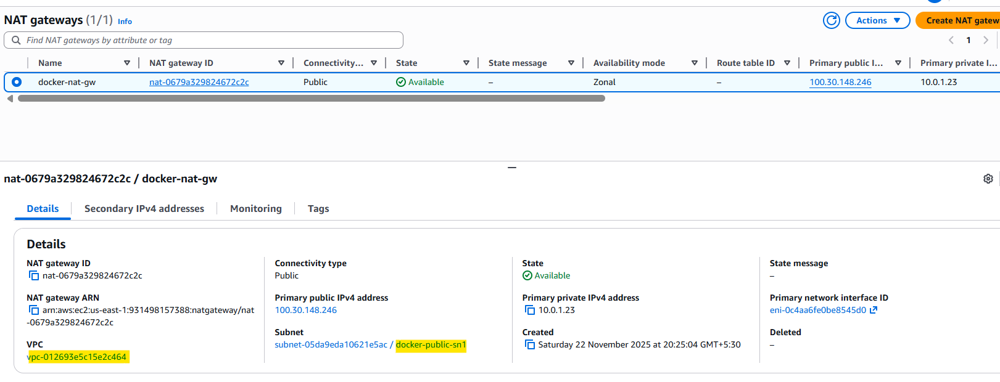 NAT gateways (1/1) Info
Actions
Create NAT gatew
Find NAT gateways by attribute or tag
1
Name NAT gateway ID Connectivity... State State message Availability mode Route table ID Primary public I... Primary private I...
docker-nat-gw nat-0679a329824672c2c Public Available – Zonal – 100.30.148.246 10.0.1.23
nat-0679a329824672c2c / docker-nat-gw
Details Secondary IPv4 addresses Monitoring Tags
Details
NAT gateway ID
nat-0679a329824672c2c
NAT gateway ARN
arn:aws:ec2:us-east-1:931498157388:natgateway/nat
-0679a329824672c2c
VPC
vpc-012693e5c15e2c464
Connectivity type
Public
Primary public IPv4 address
100.30.148.246
Subnet
subnet-05da9eda10621e5ac / docker-public-sn1
State
Available
Primary private IPv4 address
10.0.1.23
Created
Saturday 22 November 2025 at 20:25:04 GMT+5:30
State message
–
Primary network interface ID
eni-0c4aa6fe0be8545d0
Deleted
–